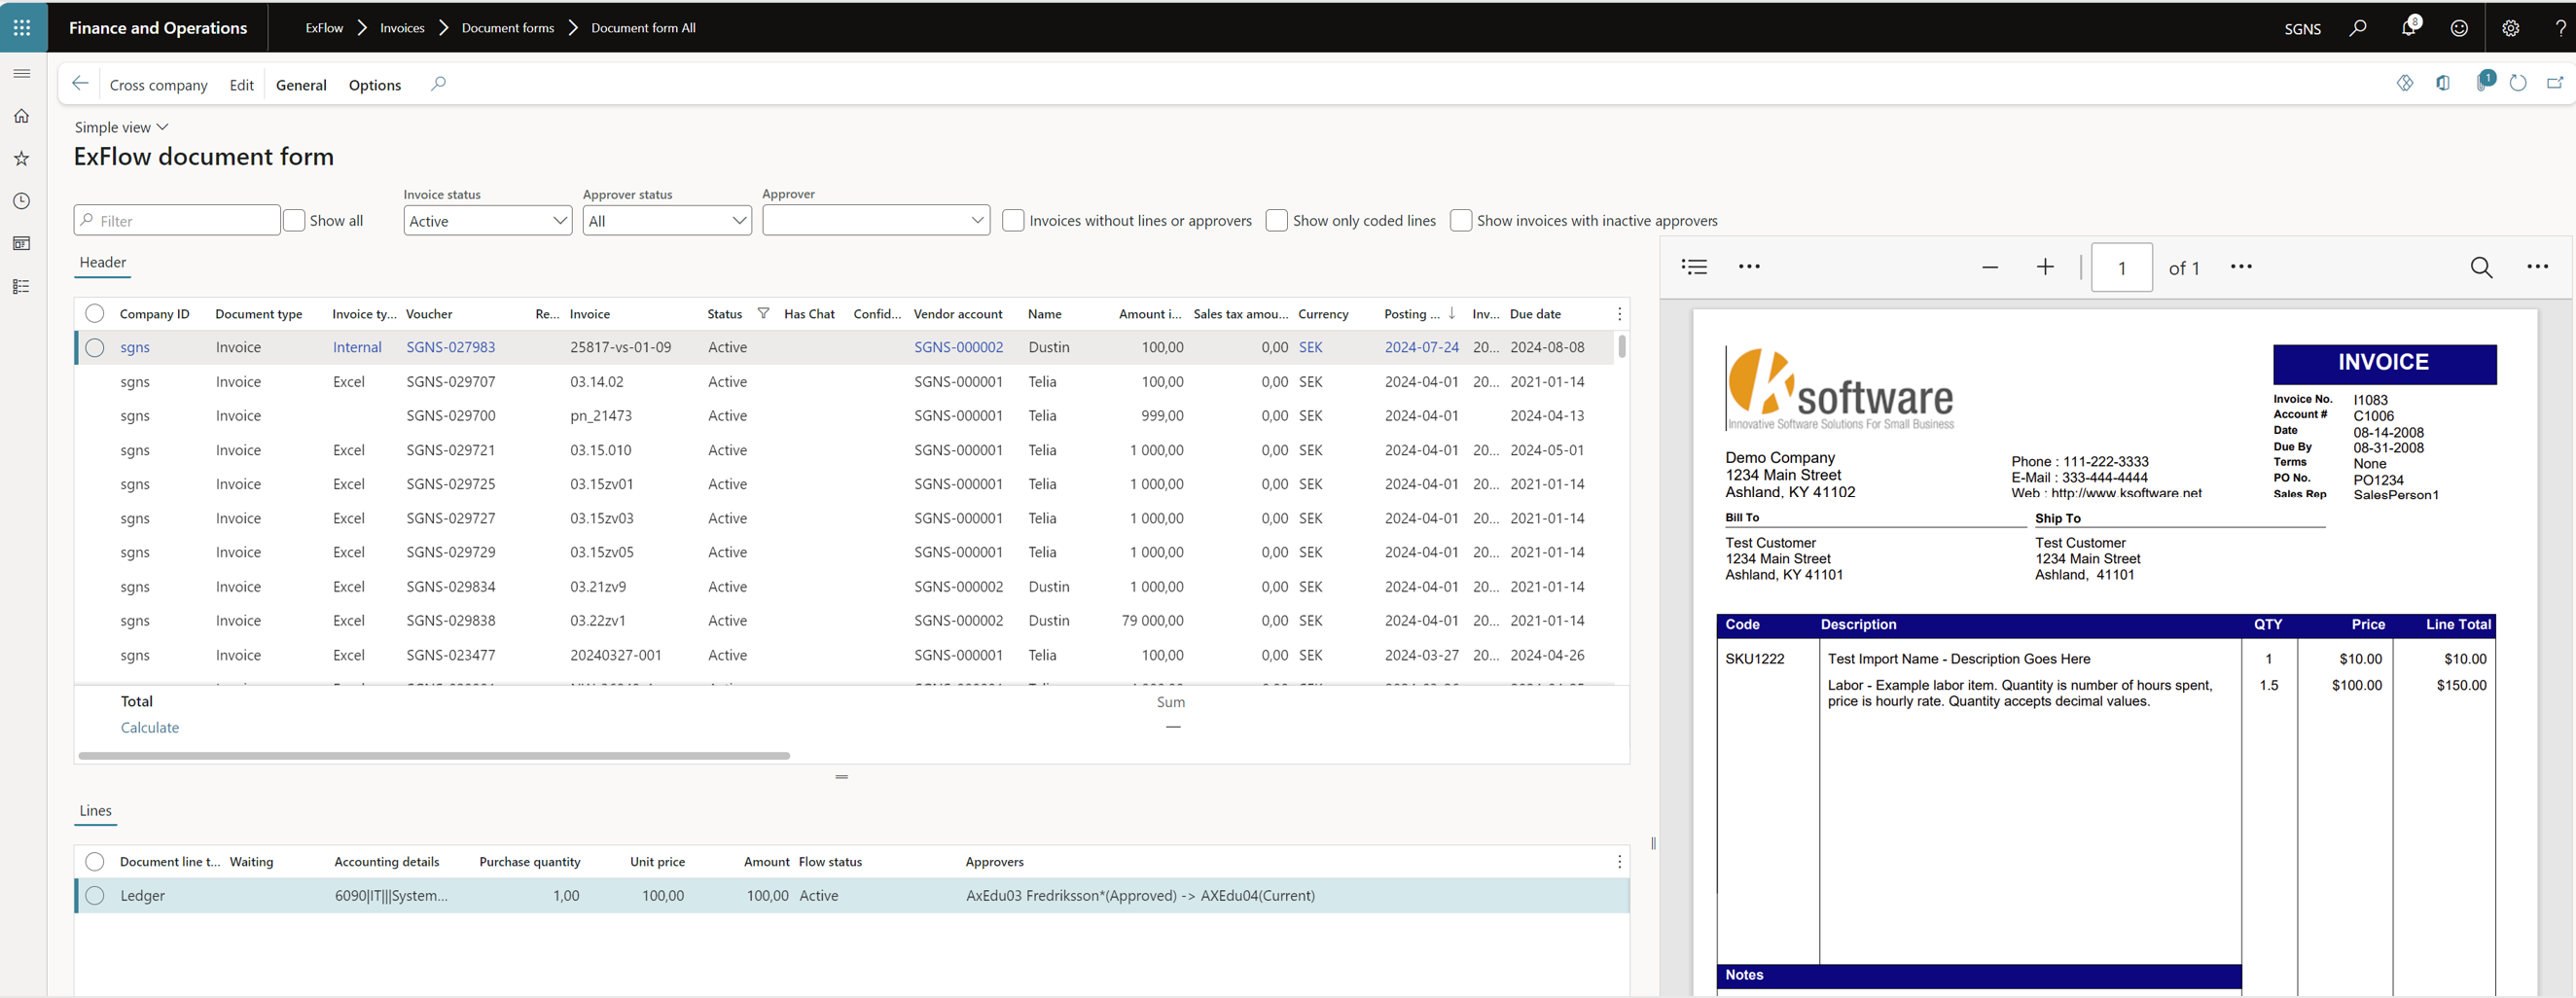 Finance and Operations ExFlow Invoices Document forms Document form All SGNS 8 ?
Cross company Edit General Options 1
Simple view
ExFlow document form
Invoice status Approver status Approver
Filter Show all Active All Invoices without lines or approvers Show only coded lines Show invoices with inactive approvers
Header
Company ID Document type Invoice ty... Voucher Re... Invoice Status Has Chat Confid... Vendor account Name Amount i... Sales tax amou... Currency Posting ... Inv... Due date
sgns Invoice Internal SGNS-027983 25817-vs-01-09 Active SGNS-000002 Dustin 100,00 0,00 SEK 2024-07-24 20... 2024-08-08
sgns Invoice Excel SGNS-029707 03.14.02 Active SGNS-000001 Telia 100,00 0,00 SEK 2024-04-01 20... 2021-01-14
sgns Invoice SGNS-029700 pn_21473 Active SGNS-000001 Telia 999,00 0,00 SEK 2024-04-01 2024-04-13
sgns Invoice Excel SGNS-029721 03.15.010 Active SGNS-000001 Telia 1 000,00 0,00 SEK 2024-04-01 20... 2024-05-01
sgns Invoice Excel SGNS-029725 03.15zv01 Active SGNS-000001 Telia 1 000,00 0,00 SEK 2024-04-01 20... 2021-01-14
sgns Invoice Excel SGNS-029727 03.15zv03 Active SGNS-000001 Telia 1 000,00 0,00 SEK 2024-04-01 20... 2021-01-14
sgns Invoice Excel SGNS-029729 03.15zv05 Active SGNS-000001 Telia 1 000,00 0,00 SEK 2024-04-01 20... 2021-01-14
sgns Invoice Excel SGNS-029834 03.21zv9 Active SGNS-000002 Dustin 1 000,00 0,00 SEK 2024-04-01 20... 2021-01-14
sgns Invoice Excel SGNS-029838 03.22zv1 Active SGNS-000002 Dustin 79 000,00 0,00 SEK 2024-04-01 20... 2021-01-14
sgns Invoice Excel SGNS-023477 20240327-001 Active SGNS-000001 Telia 100,00 0,00 SEK 2024-03-27 20... 2024-04-26
Total Sum
Calculate —
Lines
Document line t... Waiting Accounting details Purchase quantity Unit price Amount Flow status Approvers
Ledger 6090|IT|||System... 1,00 100,00 100,00 Active AxEdu03 Fredriksson*(Approved) -> AXEdu04(Current)
1 of 1
ksoftware
Innovative Software Solutions For Small Business
INVOICE
Invoice No. I1083
Account # C1006
Date 08-14-2008
Due By 08-31-2008
Terms None
PO No. PO1234
Sales Rep SalesPerson1
Demo Company
1234 Main Street
Ashland, KY 41102
Phone : 111-222-3333
E-Mail : 333-444-4444
Web : http://www.ksoftware.net
Bill To Ship To
Test Customer Test Customer
1234 Main Street 1234 Main Street
Ashland, KY 41101 Ashland, 41101
Code Description QTY Price Line Total
SKU1222 Test Import Name - Description Goes Here 1 $10.00 $10.00
Labor - Example labor item. Quantity is number of hours spent, 1.5 $100.00 $150.00
price is hourly rate. Quantity accepts decimal values.
Notes